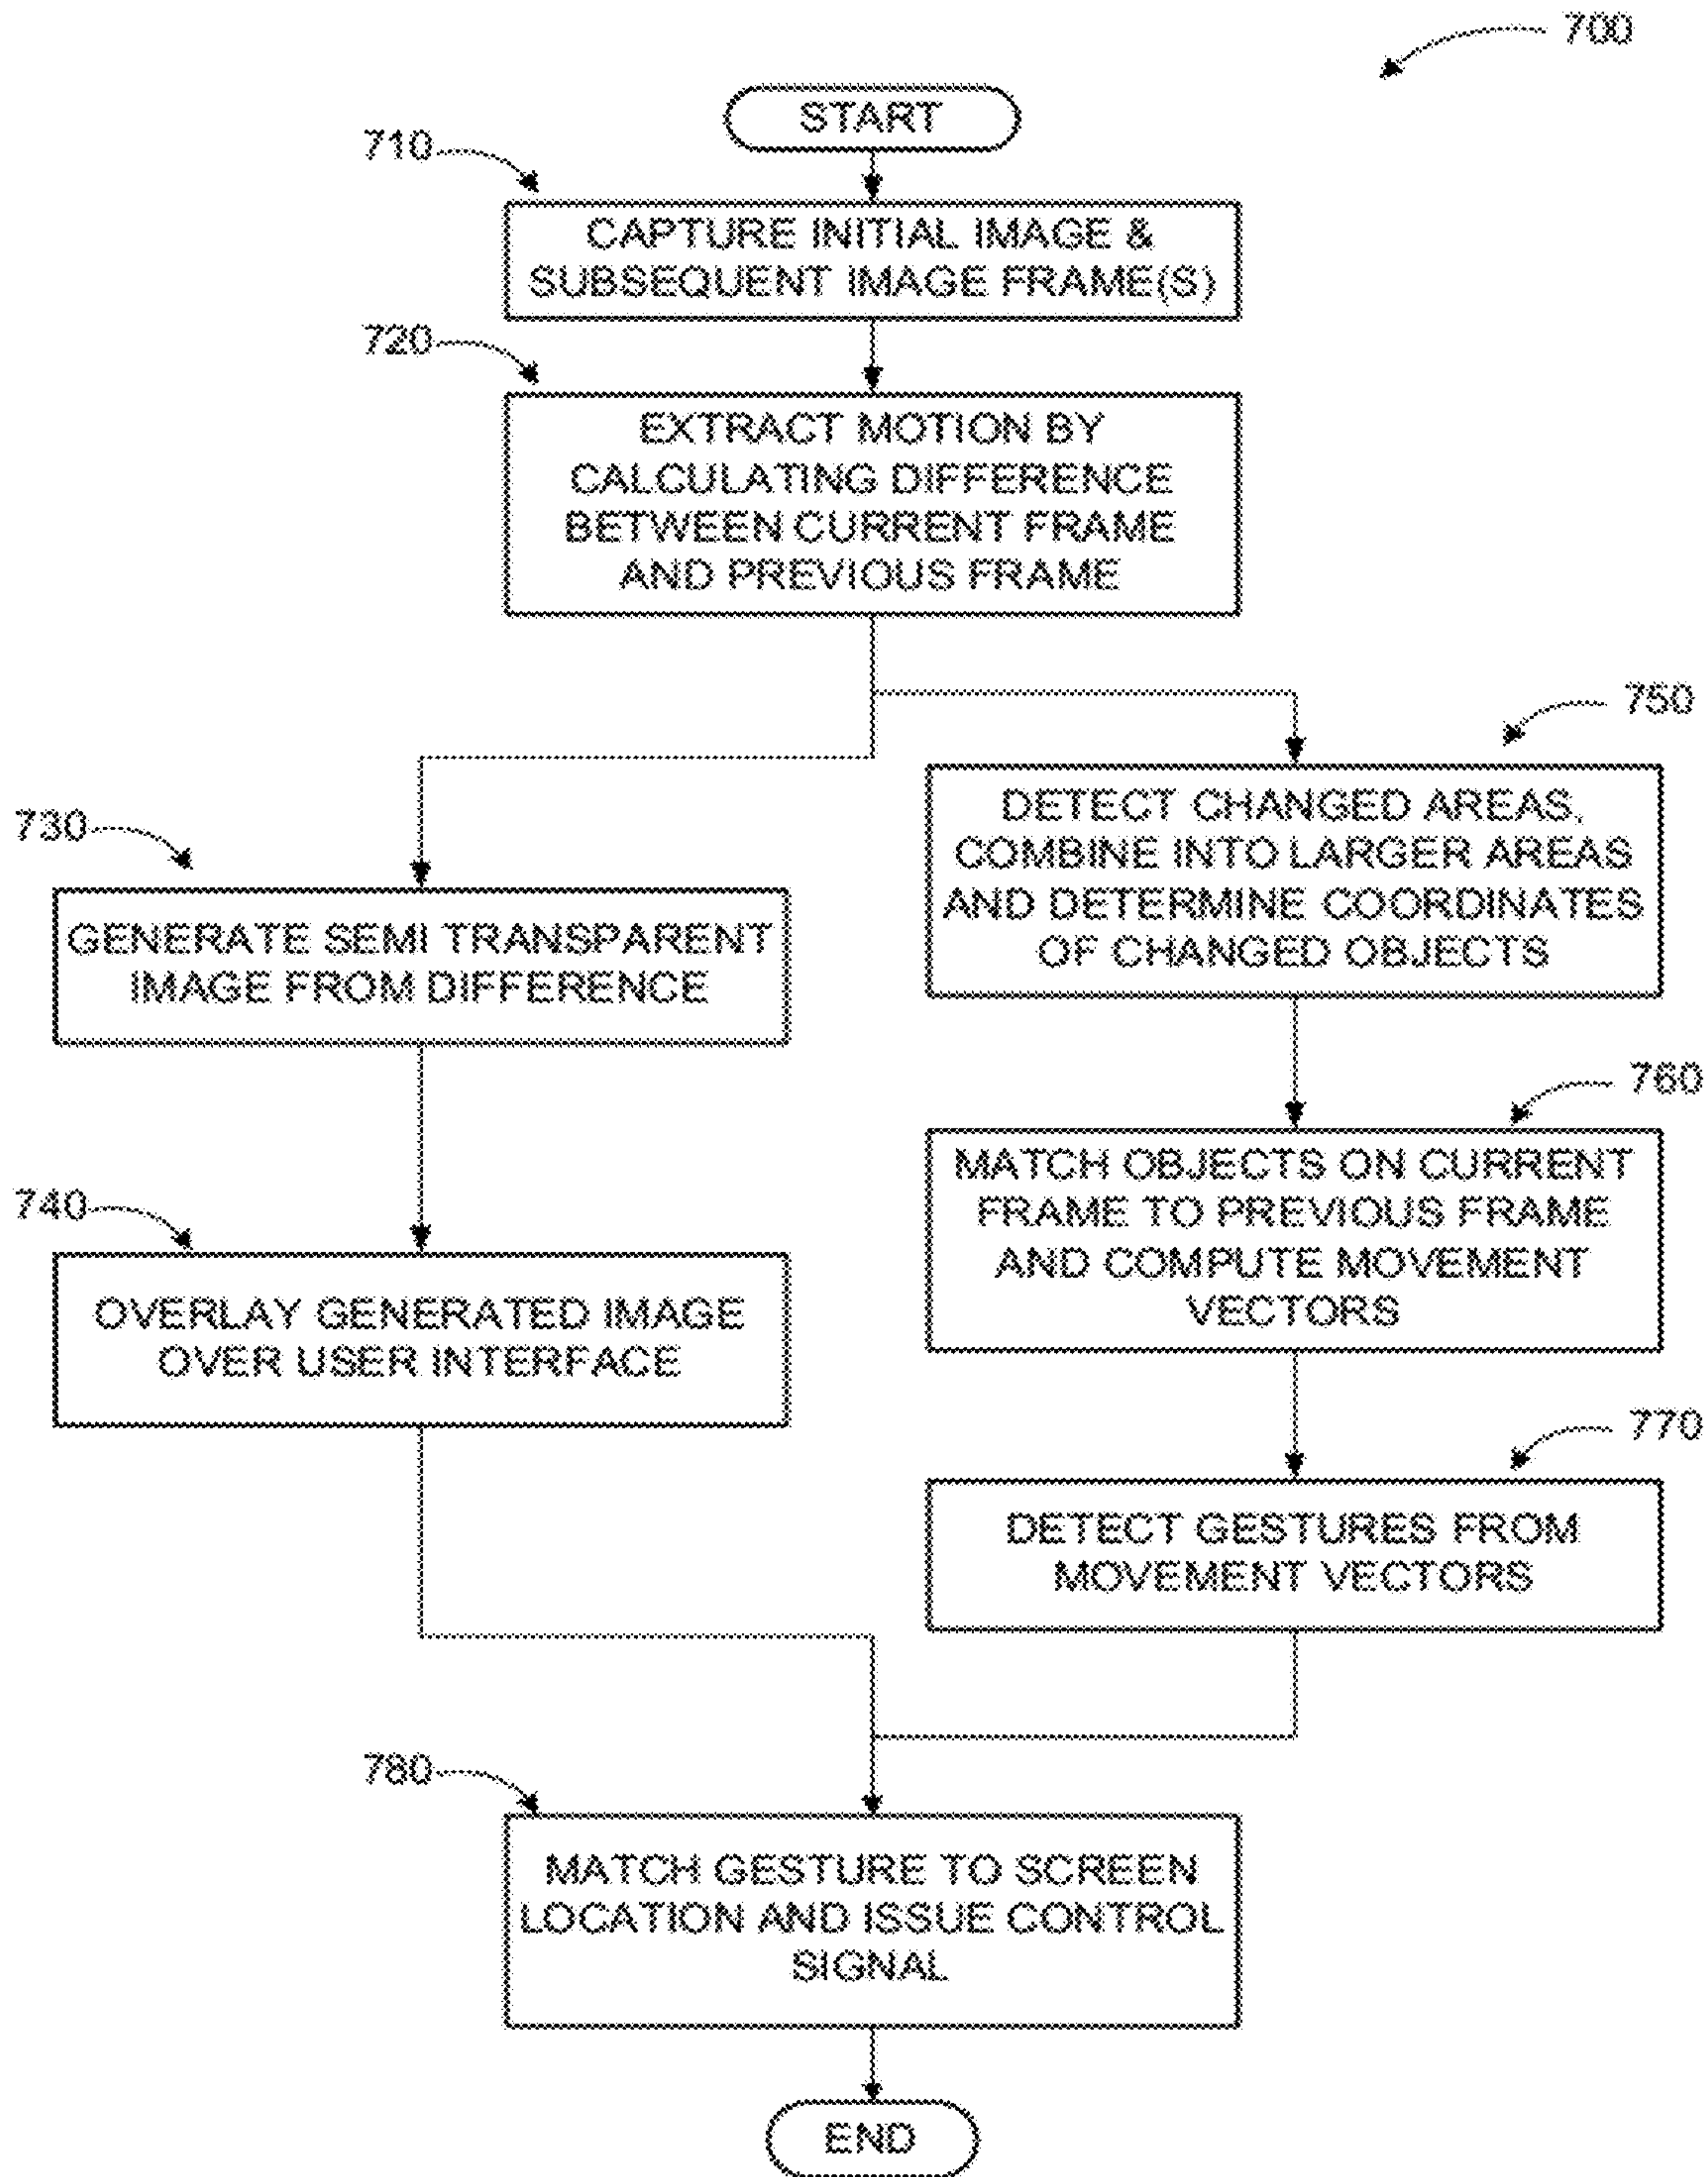 700
START
710
CAPTURE INITIAL IMAGE &
SUBSEQUENT IMAGE FRAME(S)
720
EXTRACT MOTION BY
CALCULATING DIFFERENCE
BETWEEN CURRENT FRAME
AND PREVIOUS FRAME
730
GENERATE SEMI TRANSPARENT
IMAGE FROM DIFFERENCE
740
OVERLAY GENERATED IMAGE
OVER USER INTERFACE
750
DETECT CHANGED AREAS,
COMBINE INTO LARGER AREAS
AND DETERMINE COORDINATES
OF CHANGED OBJECTS
760
MATCH OBJECTS ON CURRENT
FRAME TO PREVIOUS FRAME
AND COMPUTE MOVEMENT
VECTORS
770
DETECT GESTURES FROM
MOVEMENT VECTORS
780
MATCH GESTURE TO SCREEN
LOCATION AND ISSUE CONTROL
SIGNAL
END